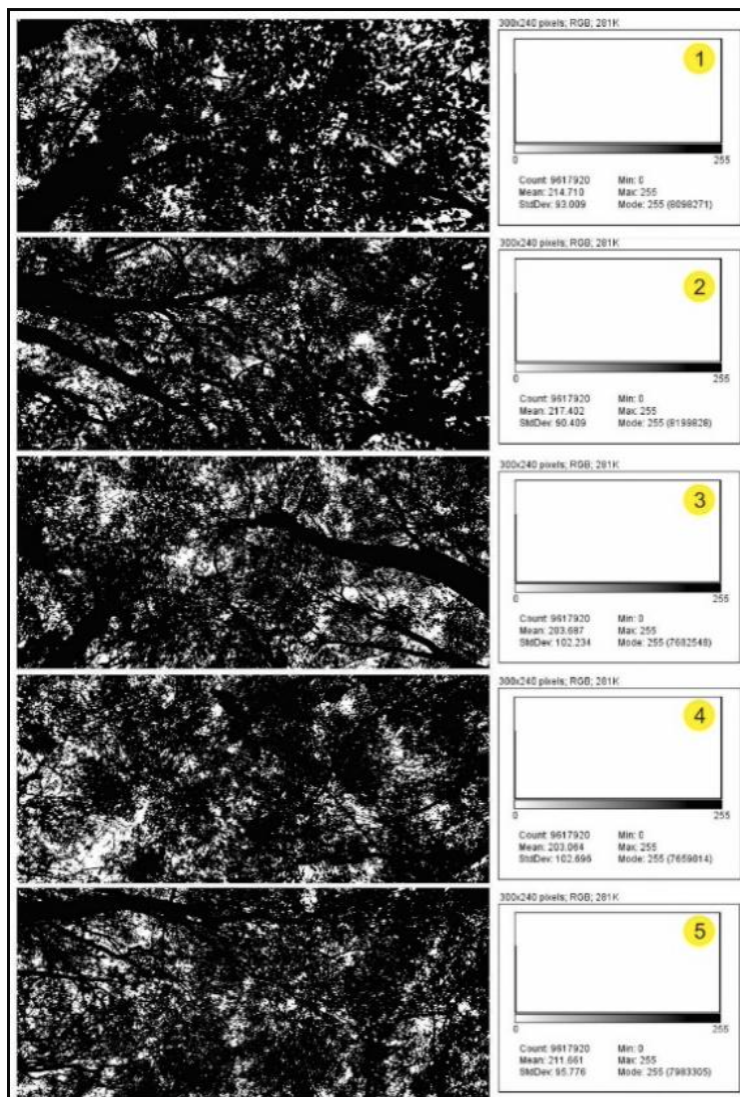 300x240 pixels; RGB; 281K
1
0 255
Count: 9617920 Min: 0
Mean: 214.710 Max: 255
StdDev: 93.009 Mode: 255 (8098271)
300x240 pixels; RGB; 281K
2
0 255
Count: 9617920 Min: 0
Mean: 217.402 Max: 255
StdDev: 90.409 Mode: 255 (8199828)
300x240 pixels; RGB; 281K
3
0 255
Count: 9617920 Min: 0
Mean: 203.687 Max: 255
StdDev: 102.234 Mode: 255 (7682548)
300x240 pixels; RGB; 281K
4
0 255
Count: 9617920 Min: 0
Mean: 203.064 Max: 255
StdDev: 102.696 Mode: 255 (7659014)
300x240 pixels; RGB; 281K
5
0 255
Count: 9617920 Min: 0
Mean: 211.661 Max: 255
StdDev: 95.776 Mode: 255 (7983305)